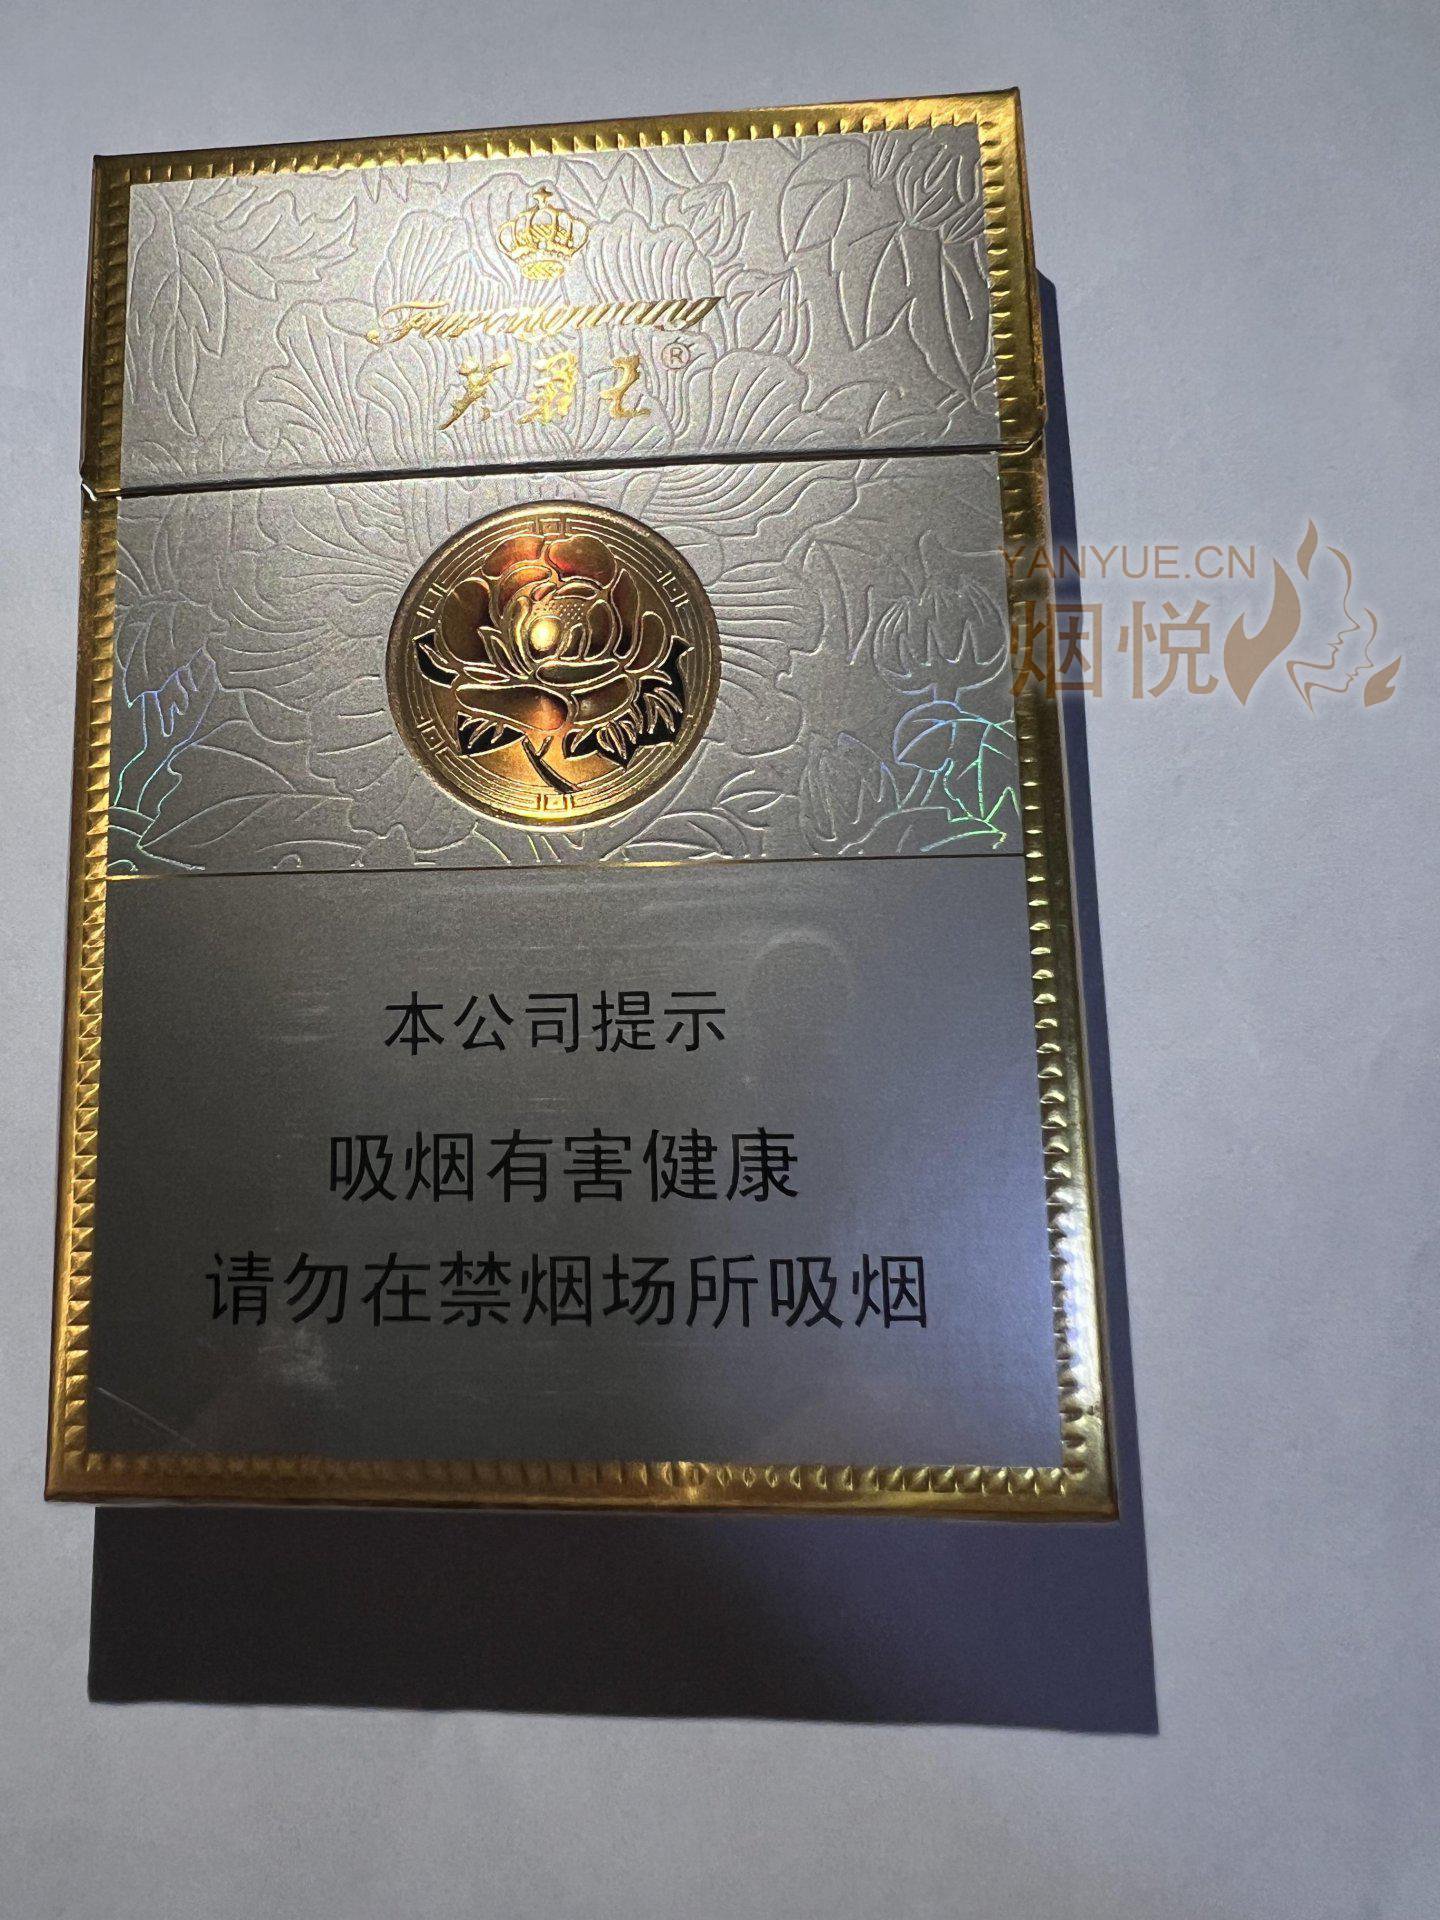 Furongwang
芙蓉王®
YANYUE.CN
烟悦
本公司提示
吸烟有害健康
请勿在禁烟场所吸烟